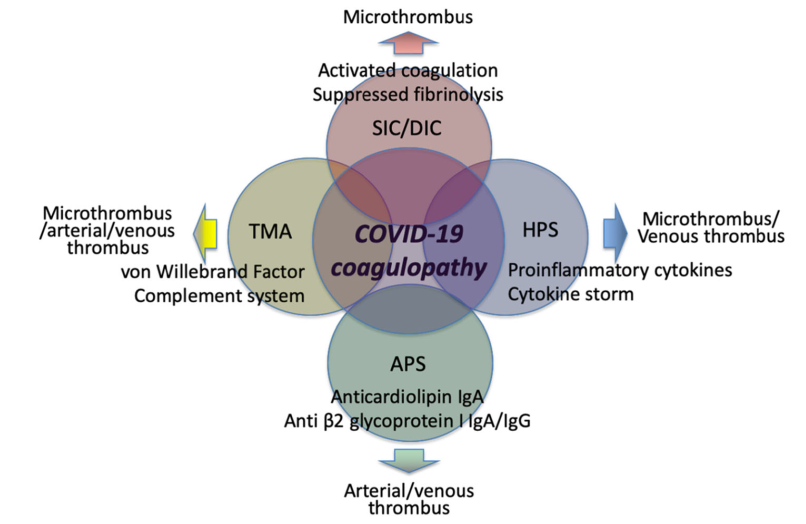 Microthrombus
Activated coagulation
Suppressed fibrinolysis
SIC/DIC
Microthrombus
/arterial/venous
thrombus
TMA
von Willebrand Factor
Complement system
COVID-19
coagulopathy
HPS
Proinflammatory cytokines
Cytokine storm
Microthrombus/
Venous thrombus
APS
Anticardiolipin IgA
Anti β2 glycoprotein I IgA/IgG
Arterial/venous
thrombus